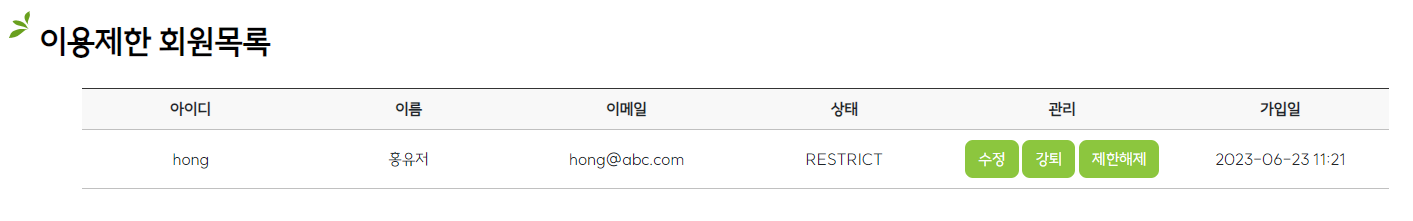 이용제한 회원목록
아이디 이름 이메일 상태 관리 가입일
hong 홍유저 hong@abc.com RESTRICT 수정 강퇴 제한해제 2023-06-23 11:21